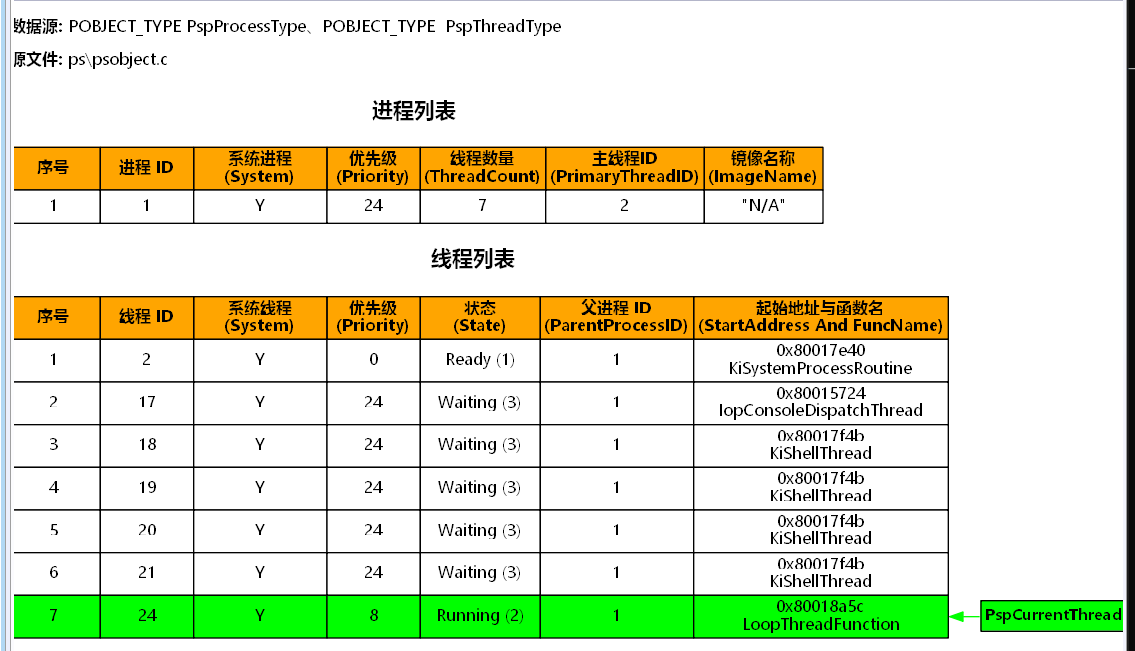 数据源: POBJECT_TYPE PspProcessType、POBJECT_TYPE PspThreadType
源文件: ps\psobject.c
进程列表
序号 进程 ID 系统进程 (System) 优先级 (Priority) 线程数量 (ThreadCount) 主线程ID (PrimaryThreadID) 镜像名称 (ImageName)
1 1 Y 24 7 2 "N/A"
线程列表
序号 线程 ID 系统线程 (System) 优先级 (Priority) 状态 (State) 父进程 ID (ParentProcessID) 起始地址与函数名 (StartAddress And FuncName)
1 2 Y 0 Ready (1) 1 0x80017e40 KiSystemProcessRoutine
2 17 Y 24 Waiting (3) 1 0x80015724 IopConsoleDispatchThread
3 18 Y 24 Waiting (3) 1 0x80017f4b KiShellThread
4 19 Y 24 Waiting (3) 1 0x80017f4b KiShellThread
5 20 Y 24 Waiting (3) 1 0x80017f4b KiShellThread
6 21 Y 24 Waiting (3) 1 0x80017f4b KiShellThread
7 24 Y 8 Running (2) 1 0x80018a5c LoopThreadFunction PspCurrentThread